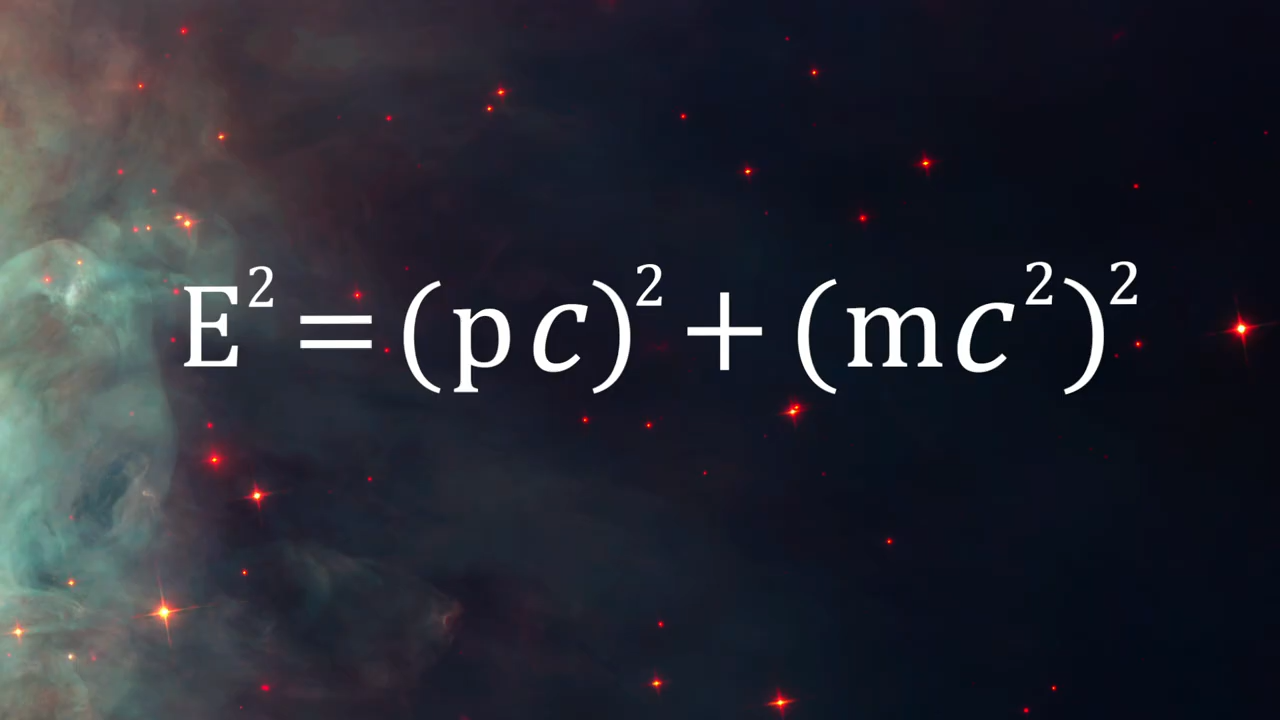 E² = (pc)² + (mc²)²